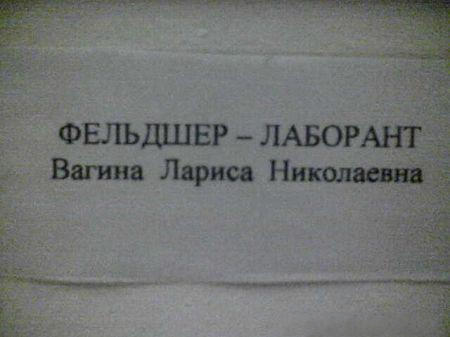 ФЕЛЬДШЕР – ЛАБОРАНТ
Вагина Лариса Николаевна